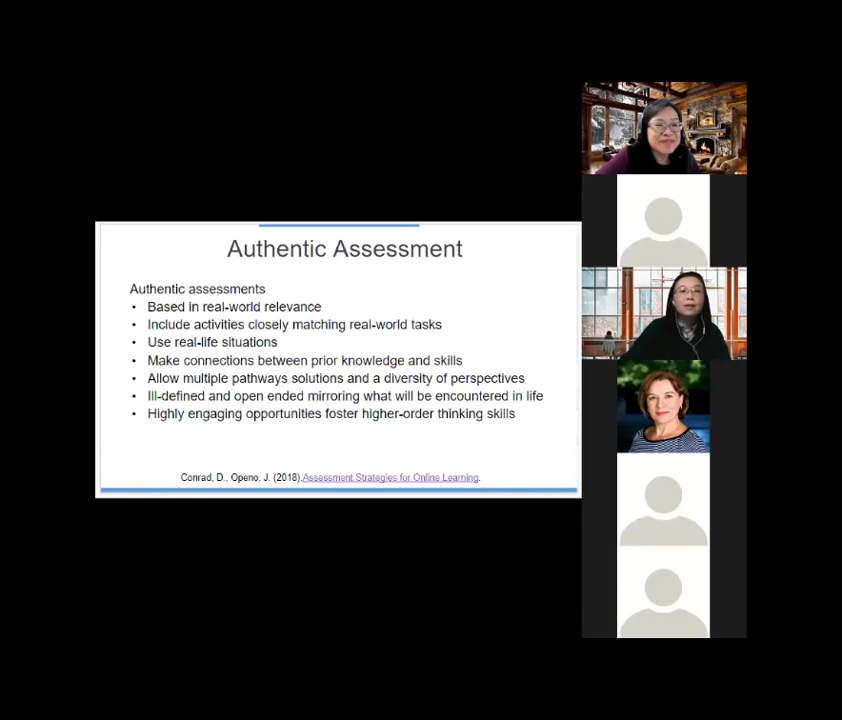 Authentic Assessment
Authentic assessments
• Based in real-world relevance
• Include activities closely matching real-world tasks
• Use real-life situations
• Make connections between prior knowledge and skills
• Allow multiple pathways solutions and a diversity of perspectives
• Ill-defined and open ended mirroring what will be encountered in life
• Highly engaging opportunities foster higher-order thinking skills
Conrad, D., Openo, J. (2018).Assessment Strategies for Online Learning.